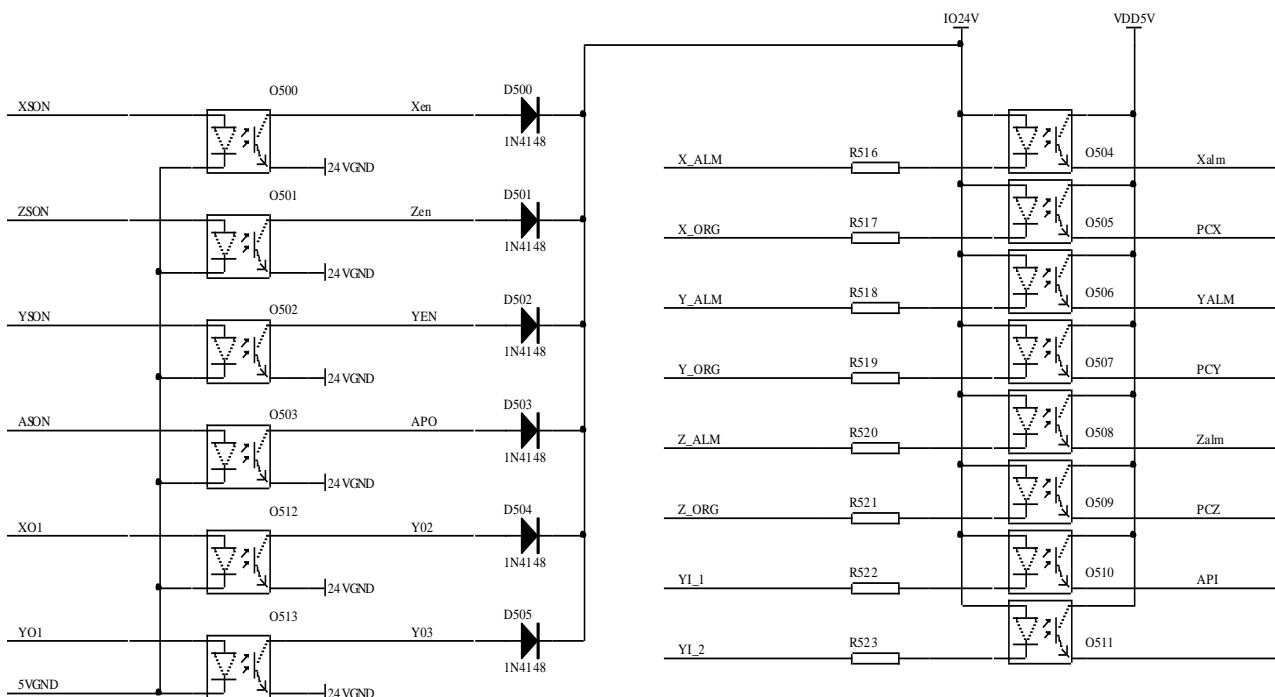 IO24V VDD5V
O500 D500
XSON Xen
1N4148
24VGND
O504
X_ALM R516 Xalm
O501 D501
ZSON Zen
1N4148
24VGND
X_ORG R517 O505 PCX
O502 D502
YSON YEN
1N4148
24VGND
Y_ALM R518 O506 YALM
Y_ORG R519 O507 PCY
O503 D503
ASON APO
1N4148
24VGND
Z_ALM R520 O508 Zalm
O512 D504
XO1 Y02
1N4148
24VGND
Z_ORG R521 O509 PCZ
YI_1 R522 O510 API
O513 D505
YO1 Y03
1N4148
YI_2 R523 O511
5VGND 24VGND